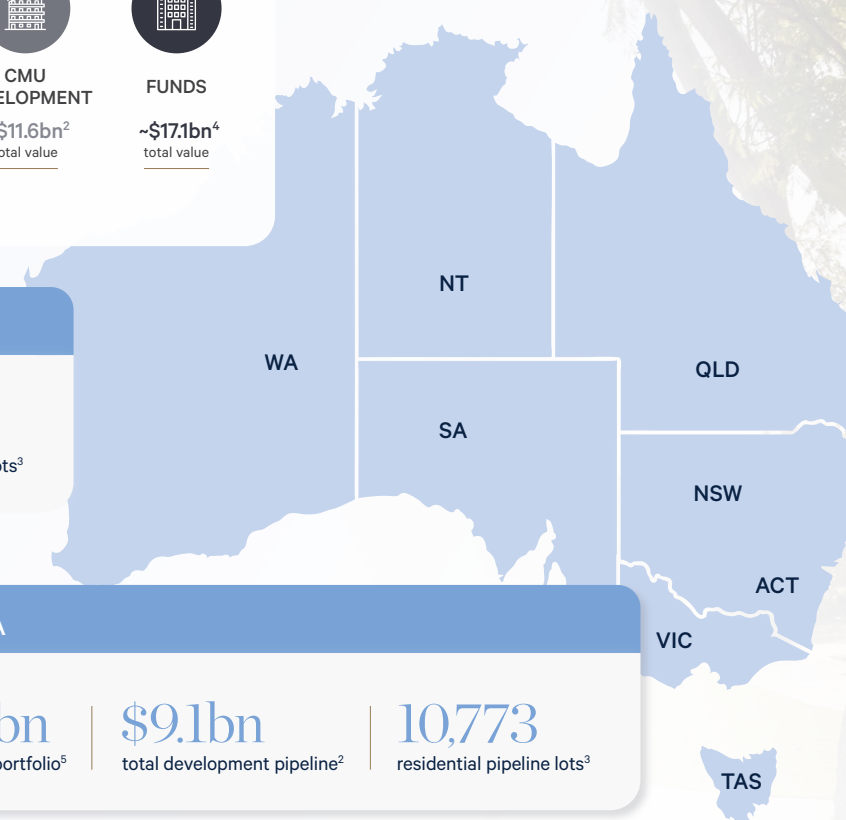 CMU
ELOPMENT
$11.6bn²
otal value
FUNDS
~$17.1bn⁴
total value
NT
WA
QLD
SA
ots³
NSW
ACT
A
VIC
bn
portfolio⁵
$9.1bn
total development pipeline²
10,773
residential pipeline lots³
TAS